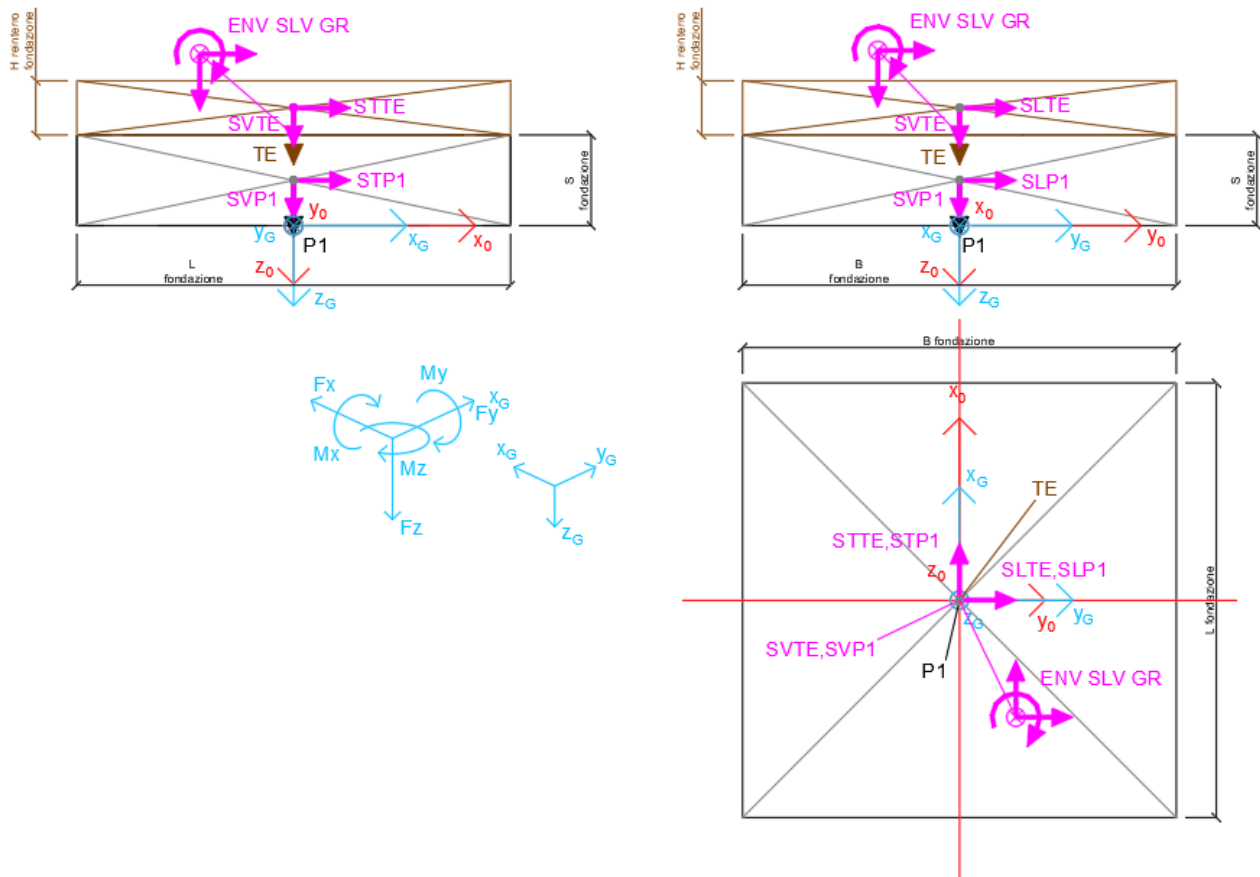 ENV SLV GR
H reinterro
fondazione
STTE
SVTE
TE
STP1
SVP1
S
fondazione
y0
yG
P1
xG
x0
z0
zG
L
fondazione
ENV SLV GR
H reinterro
fondazione
SLTE
SVTE
TE
SLP1
SVP1
S
fondazione
x0
xG
P1
yG
y0
z0
zG
B
fondazione
Fx
My
xG
Fy
Mx
Mz
Fz
xG
yG
zG
B fondazione
x0
xG
TE
STTE,STP1
z0
SLTE,SLP1
zG
y0
yG
SVTE,SVP1
P1
ENV SLV GR
L fondazione